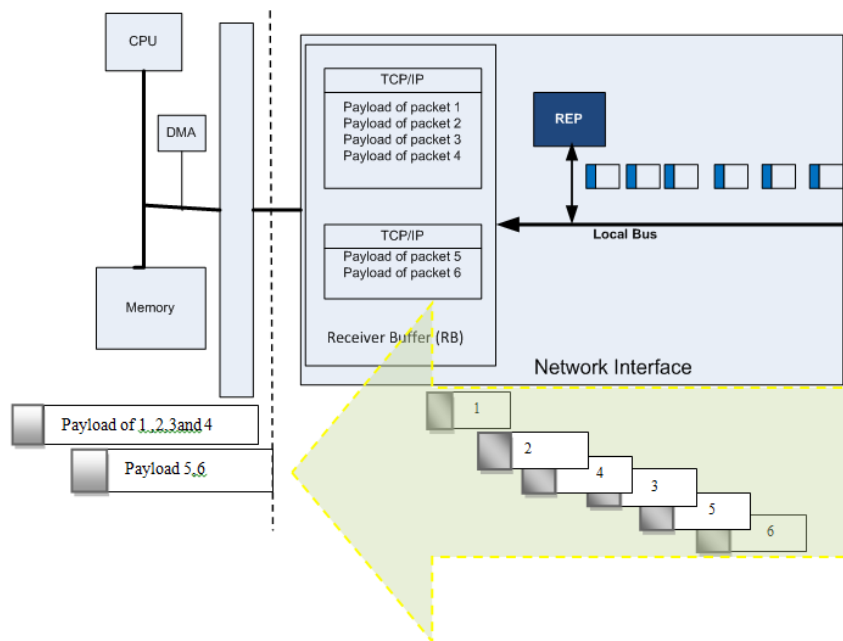 CPU
DMA
Memory
TCP/IP
Payload of packet 1
Payload of packet 2
Payload of packet 3
Payload of packet 4
TCP/IP
Payload of packet 5
Payload of packet 6
Receiver Buffer (RB)
REP
Local Bus
Network Interface
Payload of 1 ,2,3and 4
Payload 5,6
1
2
4
3
5
6